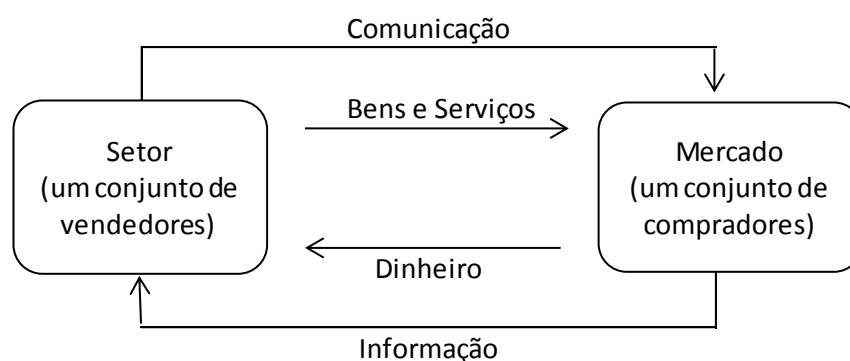 Comunicação
Bens e Serviços
Setor
(um conjunto de
vendedores)
Mercado
(um conjunto de
compradores)
Dinheiro
Informação